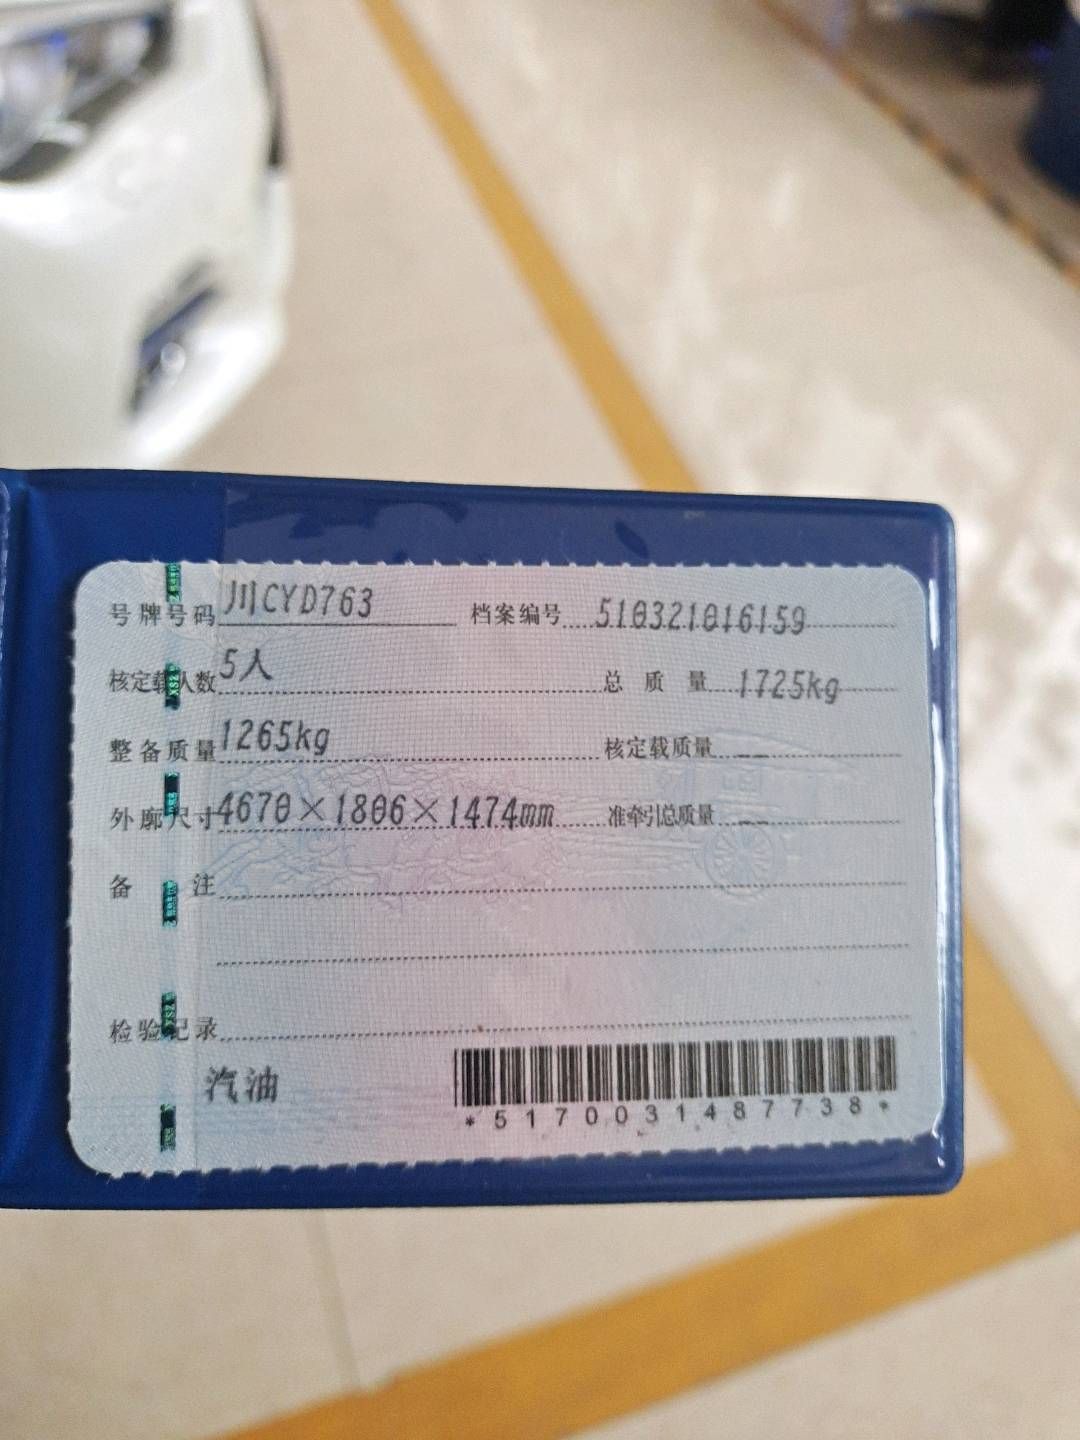 号牌号码 川CYD763 档案编号 510321016159
核定载人数 5人 总质量 1725kg
整备质量 1265kg 核定载质量 --
外廓尺寸 4670×1806×1474mm 准牵引总质量 --
备注
检验记录
汽油
*5170031487738*